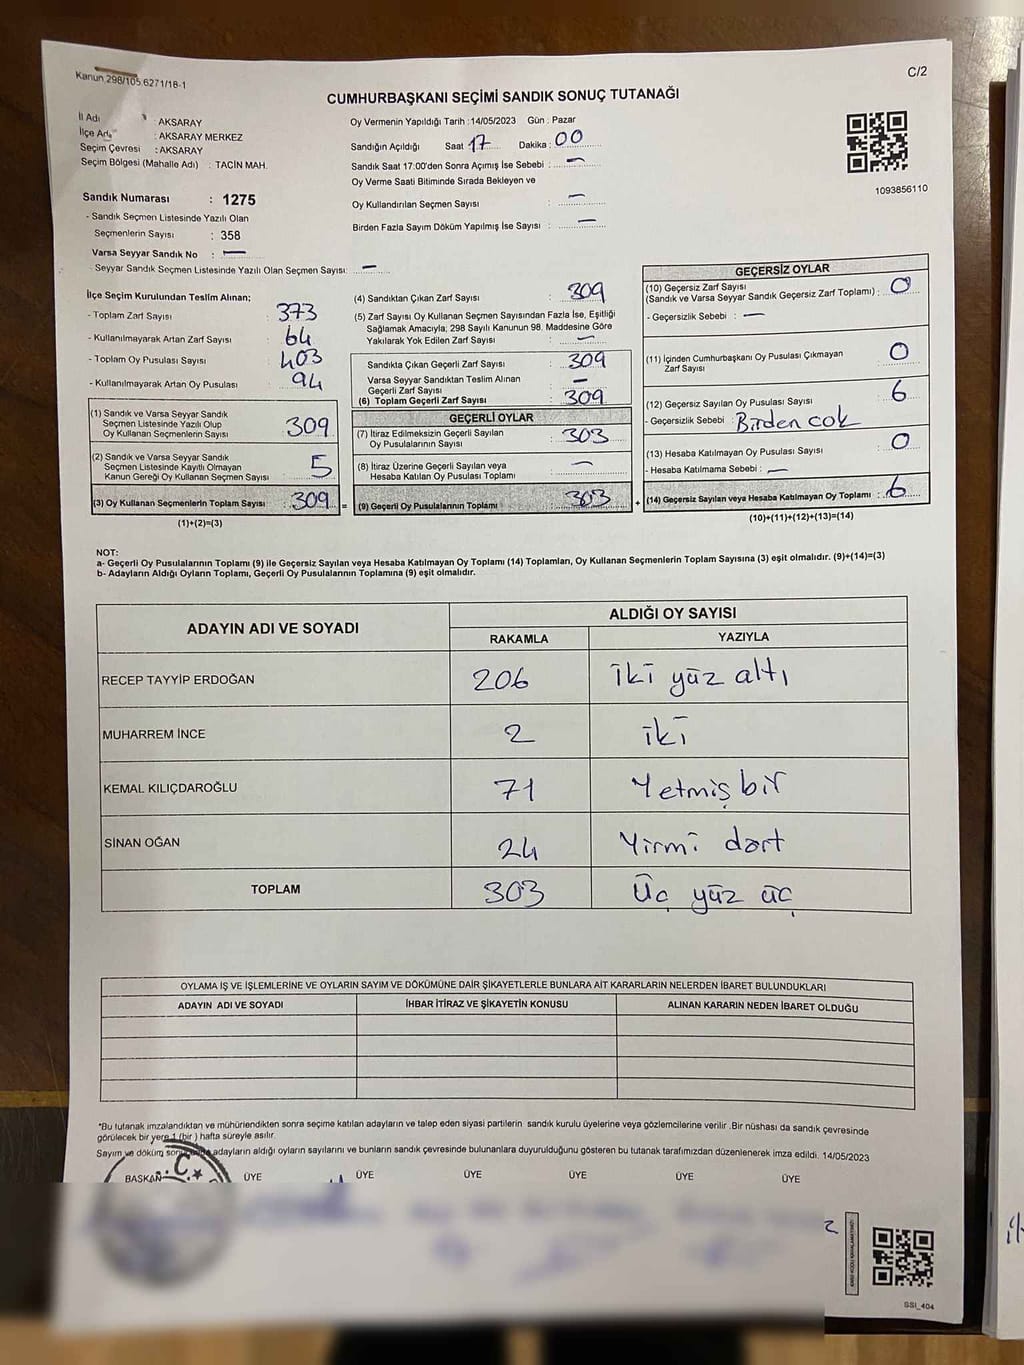 Kanun 298/105 6271/18-1
C/2
CUMHURBAŞKANI SEÇİMİ SANDIK SONUÇ TUTANAĞI
İl Adı : AKSARAY
İlçe Adı : AKSARAY MERKEZ
Seçim Çevresi : AKSARAY
Seçim Bölgesi (Mahalle Adı) : TACİN MAH.
Oy Vermenin Yapıldığı Tarih : 14/05/2023 Gün : Pazar
Sandığın Açıldığı Saat 17 Dakika : 00
Sandık Saat 17:00'den Sonra Açımış İse Sebebi : —
Oy Verme Saati Bitiminde Sırada Bekleyen ve
Oy Kullandırılan Seçmen Sayısı : —
Birden Fazla Sayım Döküm Yapılmış İse Sayısı : —
1093856110
Sandık Numarası : 1275
- Sandık Seçmen Listesinde Yazılı Olan
Seçmenlerin Sayısı : 358
Varsa Seyyar Sandık No : —
- Seyyar Sandık Seçmen Listesinde Yazılı Olan Seçmen Sayısı: —
İlçe Seçim Kurulundan Teslim Alınan;
- Toplam Zarf Sayısı : 373
- Kullanılmayarak Artan Zarf Sayısı : 64
- Toplam Oy Pusulası Sayısı : 403
- Kullanılmayarak Artan Oy Pusulası : 94
(1) Sandık ve Varsa Seyyar Sandık
Seçmen Listesinde Yazılı Olup
Oy Kullanan Seçmenlerin Sayısı : 309
(2) Sandık ve Varsa Seyyar Sandık
Seçmen Listesinde Kayıtlı Olmayan
Kanun Gereği Oy Kullanan Seçmen Sayısı : 5
(3) Oy Kullanan Seçmenlerin Toplam Sayısı : 309 =
(1)+(2)=(3)
(4) Sandıktan Çıkan Zarf Sayısı : 309
(5) Zarf Sayısı Oy Kullanan Seçmen Sayısından Fazla İse, Eşitliği
Sağlamak Amacıyla; 298 Sayılı Kanunun 98. Maddesine Göre
Yakılarak Yok Edilen Zarf Sayısı : —
Sandıkta Çıkan Geçerli Zarf Sayısı : 309
Varsa Seyyar Sandıktan Teslim Alınan
Geçerli Zarf Sayısı : —
(6) Toplam Geçerli Zarf Sayısı : 309
GEÇERLİ OYLAR
(7) İtiraz Edilmeksizin Geçerli Sayılan
Oy Pusulalarının Sayısı : 303
(8) İtiraz Üzerine Geçerli Sayılan veya
Hesaba Katılan Oy Pusulası Toplamı : —
(9) Geçerli Oy Pusulalarının Toplamı : 303 +
GEÇERSİZ OYLAR
(10) Geçersiz Zarf Sayısı
(Sandık ve Varsa Seyyar Sandık Geçersiz Zarf Toplamı) : 0
- Geçersizlik Sebebi : —
(11) İçinden Cumhurbaşkanı Oy Pusulası Çıkmayan
Zarf Sayısı : 0
(12) Geçersiz Sayılan Oy Pusulası Sayısı : 6
- Geçersizlik Sebebi : Birden cok
(13) Hesaba Katılmayan Oy Pusulası Sayısı : 0
- Hesaba Katılmama Sebebi : —
(14) Geçersiz Sayılan veya Hesaba Katılmayan Oy Toplamı : 6
(10)+(11)+(12)+(13)=(14)
NOT:
a- Geçerli Oy Pusulalarının Toplamı (9) ile Geçersiz Sayılan veya Hesaba Katılmayan Oy Toplamı (14) Toplamları, Oy Kullanan Seçmenlerin Toplam Sayısına (3) eşit olmalıdır. (9)+(14)=(3)
b- Adayların Aldığı Oyların Toplamı, Geçerli Oy Pusulalarının Toplamına (9) eşit olmalıdır.
ADAYIN ADI VE SOYADI
ALDIĞI OY SAYISI
RAKAMLA YAZIYLA
RECEP TAYYİP ERDOĞAN 206 İki yüz altı
MUHARREM İNCE 2 iki
KEMAL KILIÇDAROĞLU 71 Yetmiş bir
SİNAN OĞAN 24 Yirmi dört
TOPLAM 303 Üç yüz üç
OYLAMA İŞ VE İŞLEMLERİNE VE OYLARIN SAYIM VE DÖKÜMÜNE DAİR ŞİKAYETLERLE BUNLARA AİT KARARLARIN NELERDEN İBARET BULUNDUKLARI
ADAYIN ADI VE SOYADI İHBAR İTİRAZ VE ŞİKAYETİN KONUSU ALINAN KARARIN NEDEN İBARET OLDUĞU
*Bu tutanak imzalandıktan ve mühürlendikten sonra seçime katılan adayların ve talep eden siyasi partilerin sandık kurulu üyelerine veya gözlemcilerine verilir .Bir nüshası da sandık çevresinde
görülecek bir yere 1 (bir) hafta süreyle asılır.
Sayım ve döküm sonucunda adayların aldığı oyların sayılarını ve bunların sandık çevresinde bulunanlara duyurulduğunu gösteren bu tutanak tarafımızdan düzenlenerek imza edildi. 14/05/2023
BAŞKAN ÜYE ÜYE ÜYE ÜYE ÜYE ÜYE
SSI_404